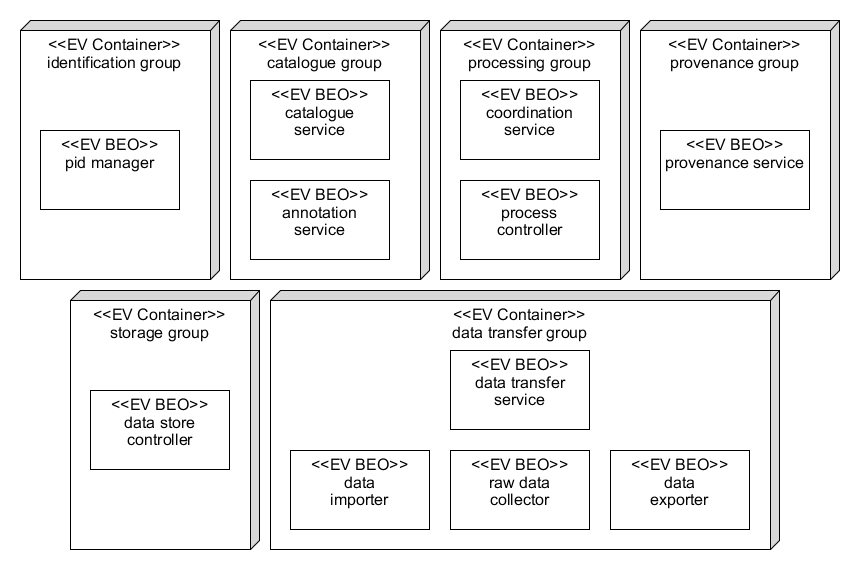 <<EV Container>>
identification group
<<EV BEO>>
pid manager
<<EV Container>>
catalogue group
<<EV BEO>>
catalogue
service
<<EV BEO>>
annotation
service
<<EV Container>>
processing group
<<EV BEO>>
coordination
service
<<EV BEO>>
process
controller
<<EV Container>>
provenance group
<<EV BEO>>
provenance service
<<EV Container>>
storage group
<<EV BEO>>
data store
controller
<<EV Container>>
data transfer group
<<EV BEO>>
data transfer
service
<<EV BEO>>
data
importer
<<EV BEO>>
raw data
collector
<<EV BEO>>
data
exporter